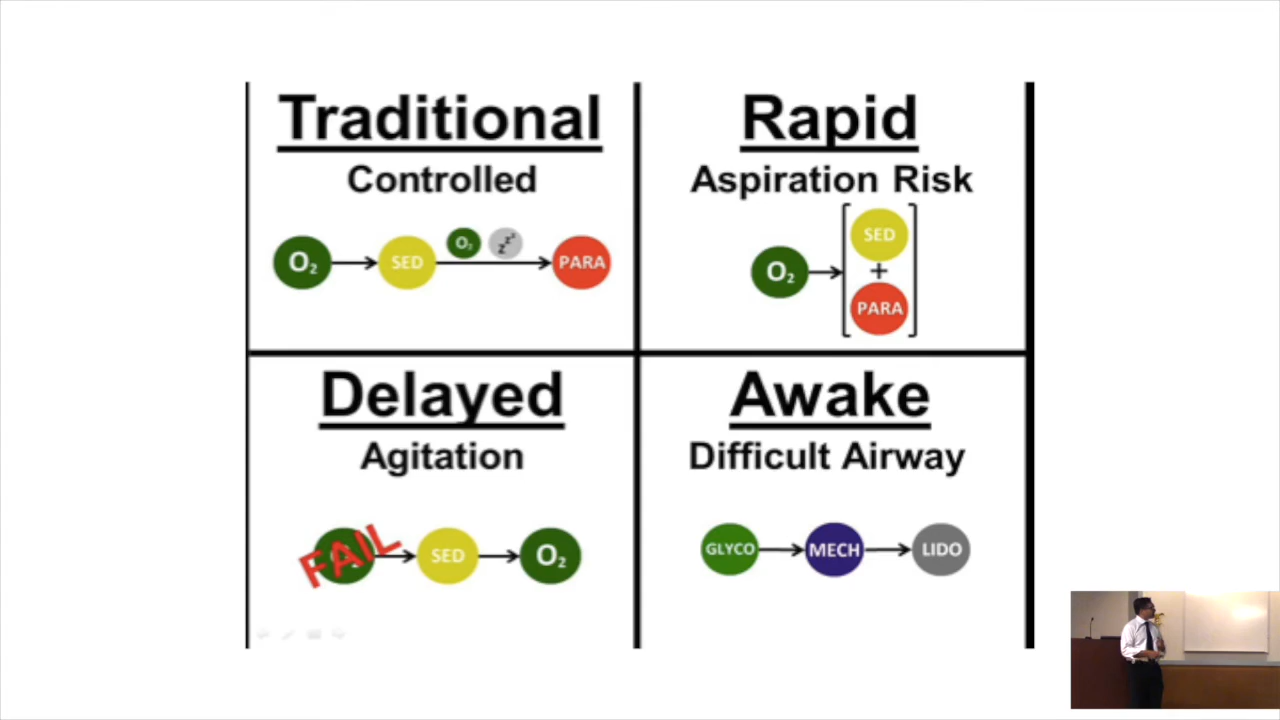 Traditional
Controlled
O₂ SED O₂ zzz PARA
Rapid
Aspiration Risk
O₂ SED + PARA
Delayed
Agitation
FAIL SED O₂
Awake
Difficult Airway
GLYCO MECH LIDO